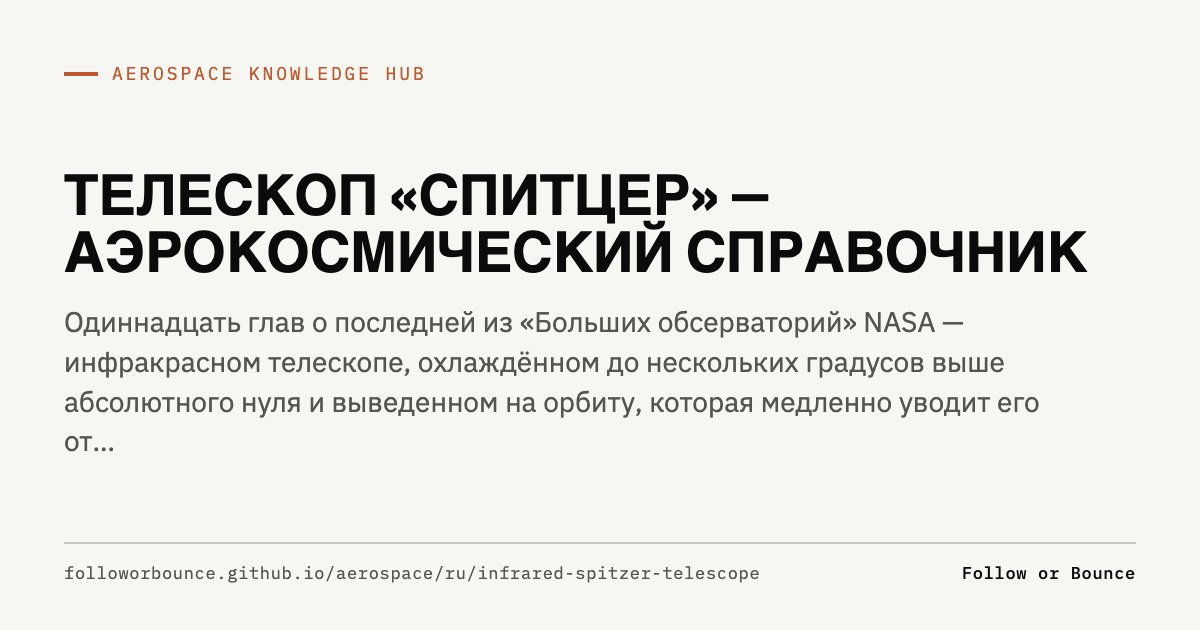 AEROSPACE KNOWLEDGE HUB
ТЕЛЕСКОП «СПИТЦЕР» —
АЭРОКОСМИЧЕСКИЙ СПРАВОЧНИК
Одиннадцать глав о последней из «Больших обсерваторий» NASA —
инфракрасном телескопе, охлаждённом до нескольких градусов выше
абсолютного нуля и выведенном на орбиту, которая медленно уводит его
от...
followorbounce.github.io/aerospace/ru/infrared-spitzer-telescope
Follow or Bounce